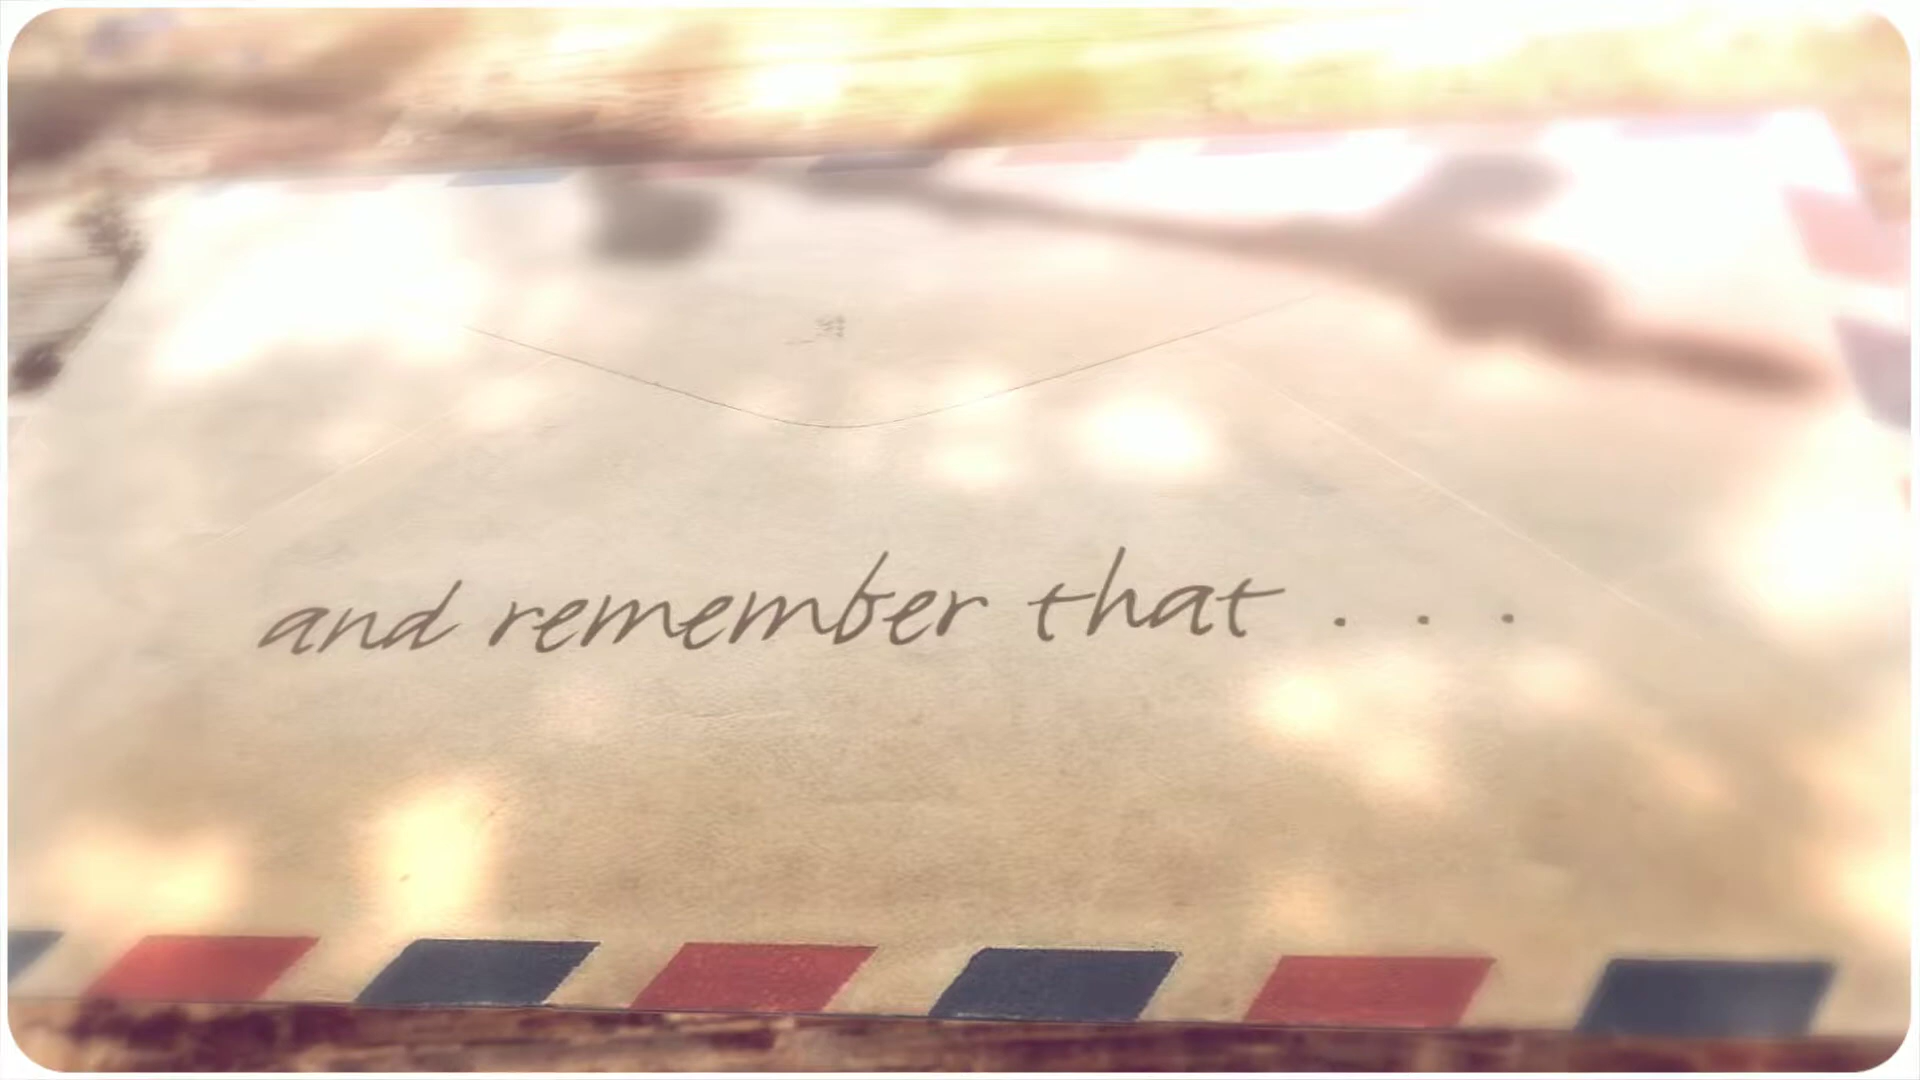 and remember that . . .